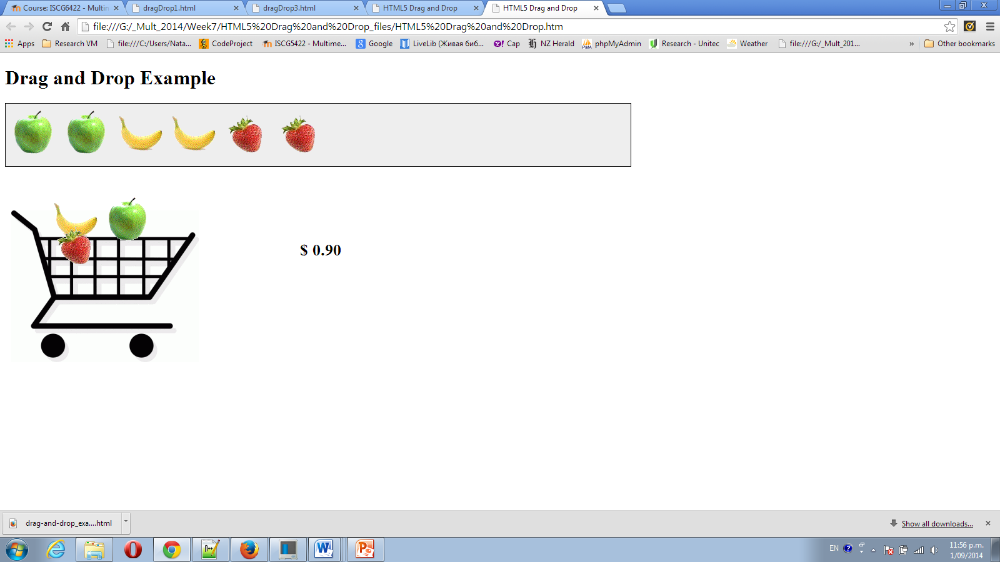 Course: ISCG6422 - Multin
dragDrop1.html
dragDrop3.html
HTML5 Drag and Drop
HTML5 Drag and Drop
file:///G:/_Mult_2014/Week7/HTML5%20Drag%20and%20Drop_files/HTML5%20Drag%20and%20Drop.htm
Apps Research VM file:///C:/Users/Nata... CodeProject ISCG5422 - Multime... Google LiveLib (Живая биб... Cap NZ Herald phpMyAdmin Research - Unitec Weather file:///G:/_Mult_201... » Other bookmarks
Drag and Drop Example
$ 0.90
drag-and-drop_exa....html
Show all downloads...
EN
11:56 p.m.
1/09/2014